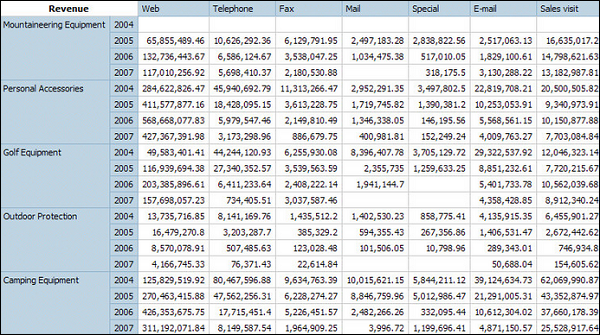 Revenue Web Telephone Fax Mail Special E-mail Sales visit
Mountaineering Equipment 2004
2005 65,855,489.46 10,626,292.36 6,129,791.95 2,497,183.28 2,838,822.56 2,517,063.13 16,635,017.2
2006 132,736,443.67 6,586,124.67 3,538,047.25 1,034,475.38 517,010.05 1,829,100.61 14,798,621.63
2007 117,010,256.92 5,698,410.37 2,180,530.88 318,175.5 3,130,288.22 13,182,987.81
Personal Accessories 2004 284,622,826.47 45,940,692.79 11,313,266.47 2,952,291.35 3,497,802.5 22,819,708.21 20,500,505.82
2005 411,577,877.16 18,428,095.15 3,613,228.75 1,719,745.82 1,390,381.2 10,253,053.91 9,340,973.91
2006 568,668,077.83 5,979,547.46 2,149,810.49 1,346,338.05 146,195.56 5,568,561.15 10,150,877.88
2007 427,367,391.98 3,173,298.96 886,679.75 400,981.81 152,249.24 4,009,763.27 7,703,084.84
Golf Equipment 2004 49,583,401.41 44,244,120.93 6,255,930.08 8,396,407.78 3,705,129.72 29,322,537.92 12,046,323.14
2005 116,939,694.38 27,340,352.57 3,539,563.59 2,355,735 1,259,633.25 8,851,232.61 7,720,215.67
2006 203,385,896.61 6,411,233.64 2,408,222.14 1,941,144.7 5,401,733.78 10,562,039.68
2007 157,698,057.23 734,405.51 3,037,587.46 4,358,428.85 8,912,340.24
Outdoor Protection 2004 13,735,716.85 8,141,169.76 1,435,512.2 1,402,530.23 858,775.41 4,135,915.35 6,455,901.27
2005 16,479,270.8 3,203,287.7 385,329.2 594,355.43 267,356.86 1,406,531.47 2,672,442.62
2006 8,570,078.91 507,485.63 123,028.48 101,506.05 10,798.96 289,343.01 746,934.8
2007 4,166,745.33 76,371.43 22,614.84 50,688.04 154,605.62
Camping Equipment 2004 125,829,519.92 80,467,596.88 9,634,763.39 10,015,621.15 5,844,211.12 39,124,634.73 62,069,990.87
2005 270,463,415.88 47,562,256.31 6,228,274.27 8,846,759.96 5,012,986.47 21,291,005.31 43,352,874.97
2006 426,353,675.75 17,715,451.4 5,226,451.57 2,482,266.26 332,095.44 10,612,304.02 37,660,178.39
2007 311,192,071.84 8,149,587.54 1,964,909.25 3,996.72 1,199,696.41 4,871,150.57 25,528,917.64